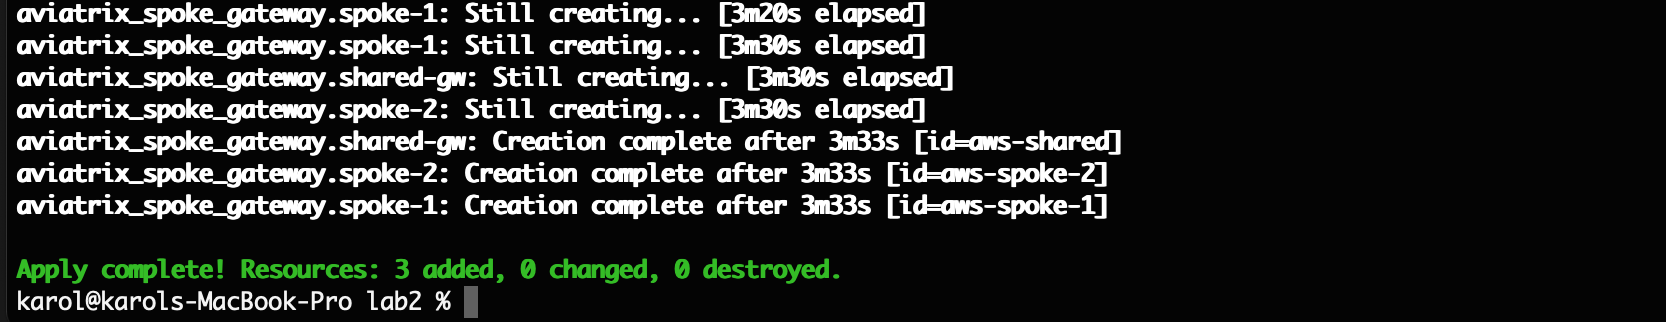 aviatrix_spoke_gateway.spoke-1: Still creating... [3m20s elapsed]
aviatrix_spoke_gateway.spoke-1: Still creating... [3m30s elapsed]
aviatrix_spoke_gateway.shared-gw: Still creating... [3m30s elapsed]
aviatrix_spoke_gateway.spoke-2: Still creating... [3m30s elapsed]
aviatrix_spoke_gateway.shared-gw: Creation complete after 3m33s [id=aws-shared]
aviatrix_spoke_gateway.spoke-2: Creation complete after 3m33s [id=aws-spoke-2]
aviatrix_spoke_gateway.spoke-1: Creation complete after 3m33s [id=aws-spoke-1]
Apply complete! Resources: 3 added, 0 changed, 0 destroyed.
karol@karols-MacBook-Pro lab2 %